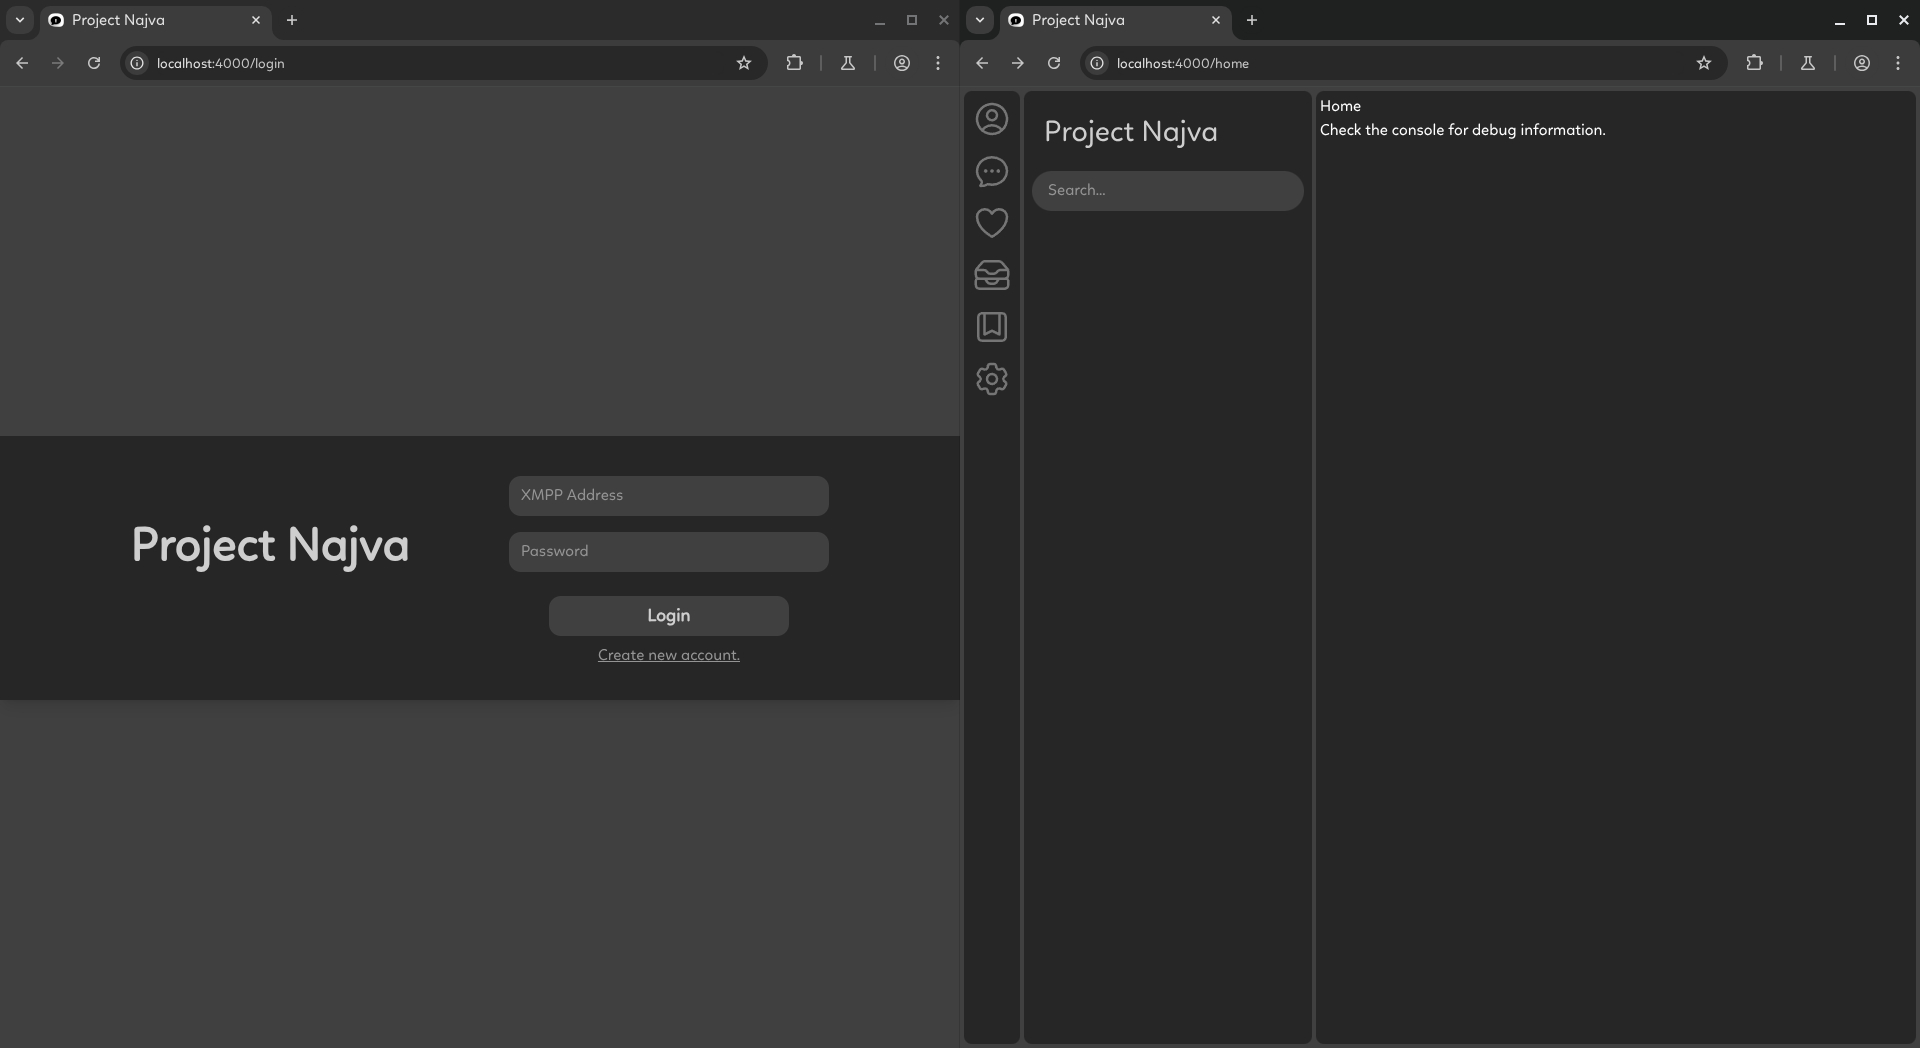 Project Najva
localhost:4000/login
Project Najva
XMPP Address
Password
Login
Create new account.
Project Najva
localhost:4000/home
Project Najva
Search...
Home
Check the console for debug information.